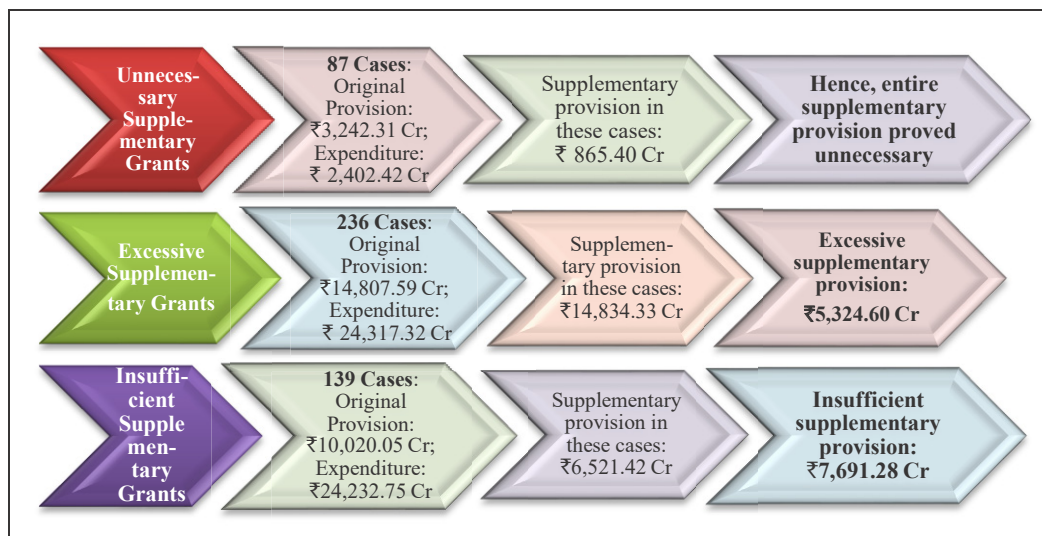 Unneces-
sary
Supple-
mentary
Grants
87 Cases:
Original
Provision:
₹3,242.31 Cr;
Expenditure:
₹ 2,402.42 Cr
Supplementary
provision in
these cases:
₹ 865.40 Cr
Hence, entire
supplementary
provision proved
unnecessary
Excessive
Supplemen-
tary Grants
236 Cases:
Original
Provision:
₹14,807.59 Cr;
Expenditure:
₹ 24,317.32 Cr
Supplemen-
tary provision
in these cases:
₹14,834.33 Cr
Excessive
supplementary
provision:
₹5,324.60 Cr
Insuffi-
cient
Supple
men-
tary
Grants
139 Cases:
Original
Provision:
₹10,020.05 Cr;
Expenditure:
₹24,232.75 Cr
Supplementary
provision in
these cases:
₹6,521.42 Cr
Insufficient
supplementary
provision:
₹7,691.28 Cr